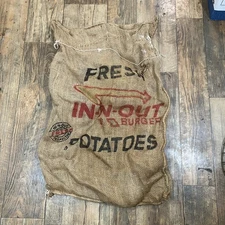 FRESH
IN-N-OUT
BURGER
POTATOES